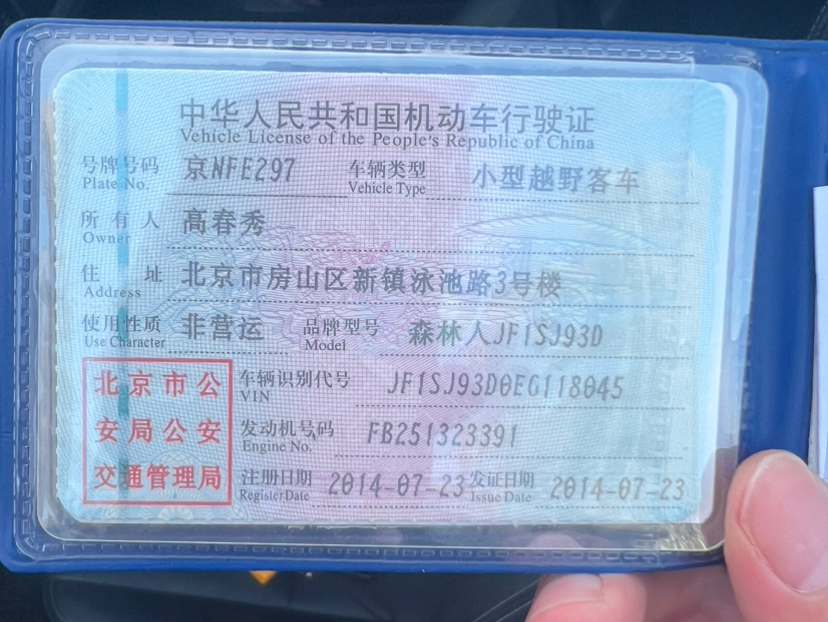 中华人民共和国机动车行驶证
Vehicle License of the People's Republic of China
号牌号码 京NFE297 车辆类型 小型越野客车
Plate No. Vehicle Type
所有人 高春秀
Owner
住址 北京市房山区新镇泳池路3号楼
Address
使用性质 非营运 品牌型号 森林人JF1SJ93D
Use Character Model
北京市公
安局公安
交通管理局
车辆识别代号 JF1SJ93D0EG118045
VIN
发动机号码 FB251323391
Engine No.
注册日期 2014-07-23 发证日期 2014-07-23
Register Date Issue Date